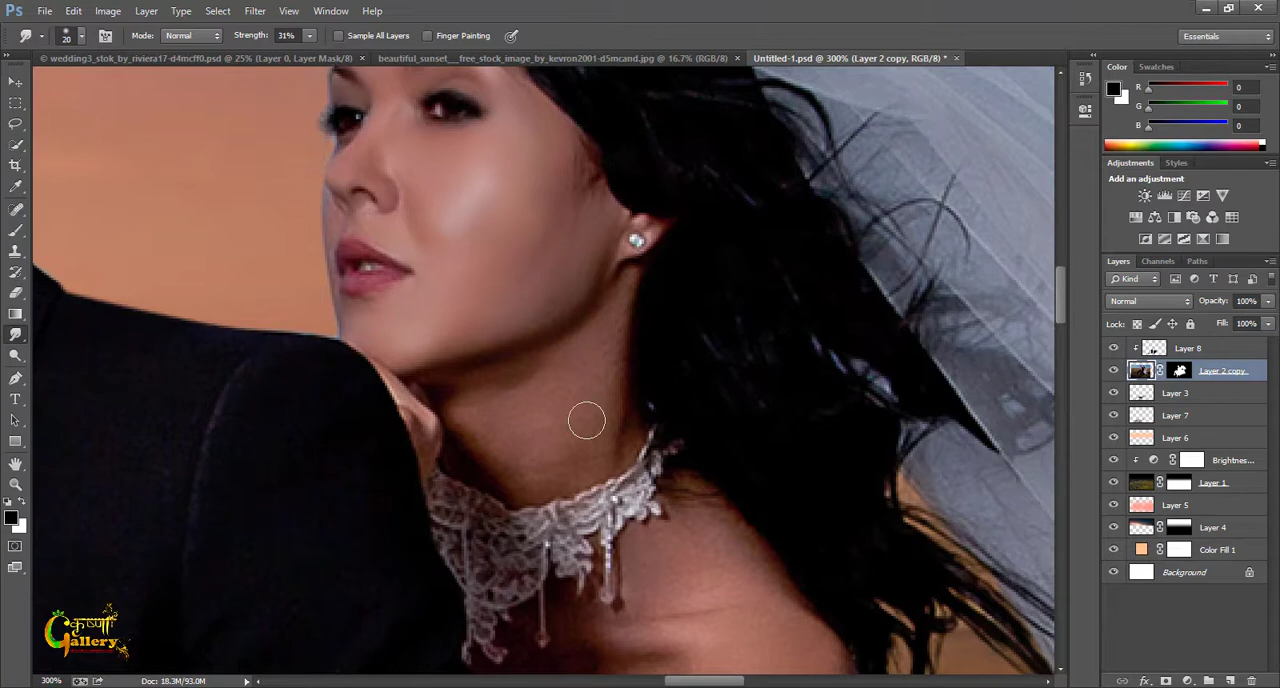 Ps File Edit Image Layer Type Select Filter View Window Help
20 Mode: Normal Strength: 31% Sample All Layers Finger Painting Essentials
© wedding3_stok_by_riviera17-d4mcff0.psd @ 25% (Layer 0, Layer Mask/8) × beautiful_sunset__free_stock_image_by_kevron2001-d5mcand.jpg @ 16.7% (RGB/8) × Untitled-1.psd @ 300% (Layer 2 copy, RGB/8) * ×
Color Swatches
R 0
G 0
B 0
Adjustments Styles
Add an adjustment
Layers Channels Paths
Kind
Normal Opacity: 100%
Lock: Fill: 100%
Layer 8
Layer 2 copy
Layer 3
Layer 7
Layer 6
Brightne...
Layer 1
Layer 5
Layer 4
Color Fill 1
Background
Gallery
300% Doc: 18.3M/93.0M